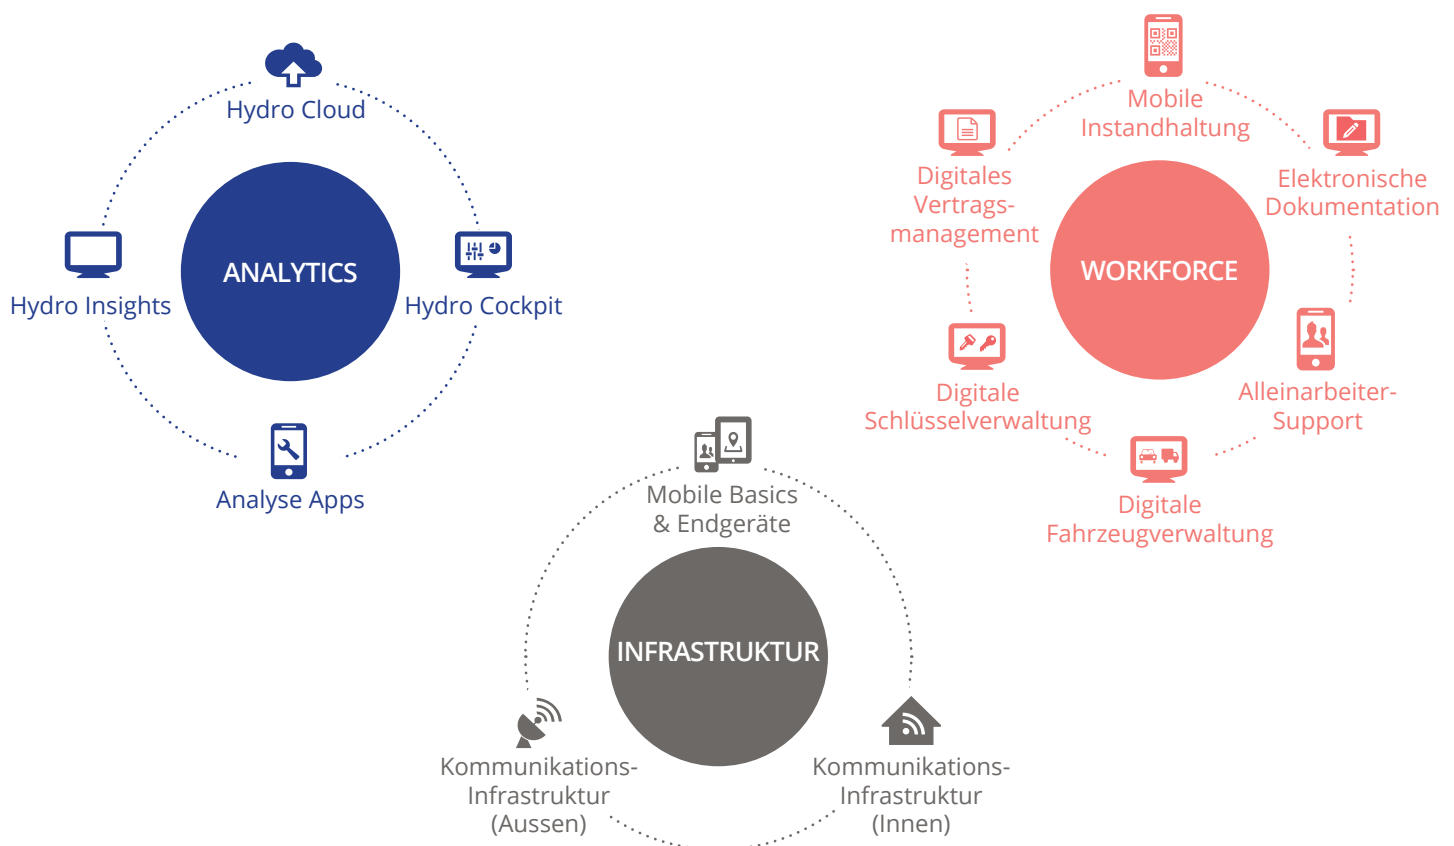 Hydro Cloud
ANALYTICS
Hydro Insights
Hydro Cockpit
Analyse Apps
Mobile
Instandhaltung
Digitales
Vertrags-
management
Elektronische
Dokumentation
WORKFORCE
Digitale
Schlüsselverwaltung
Alleinarbeiter-
Support
Digitale
Fahrzeugverwaltung
Mobile Basics
& Endgeräte
INFRASTRUKTUR
Kommunikations-
Infrastruktur
(Aussen)
Kommunikations-
Infrastruktur
(Innen)